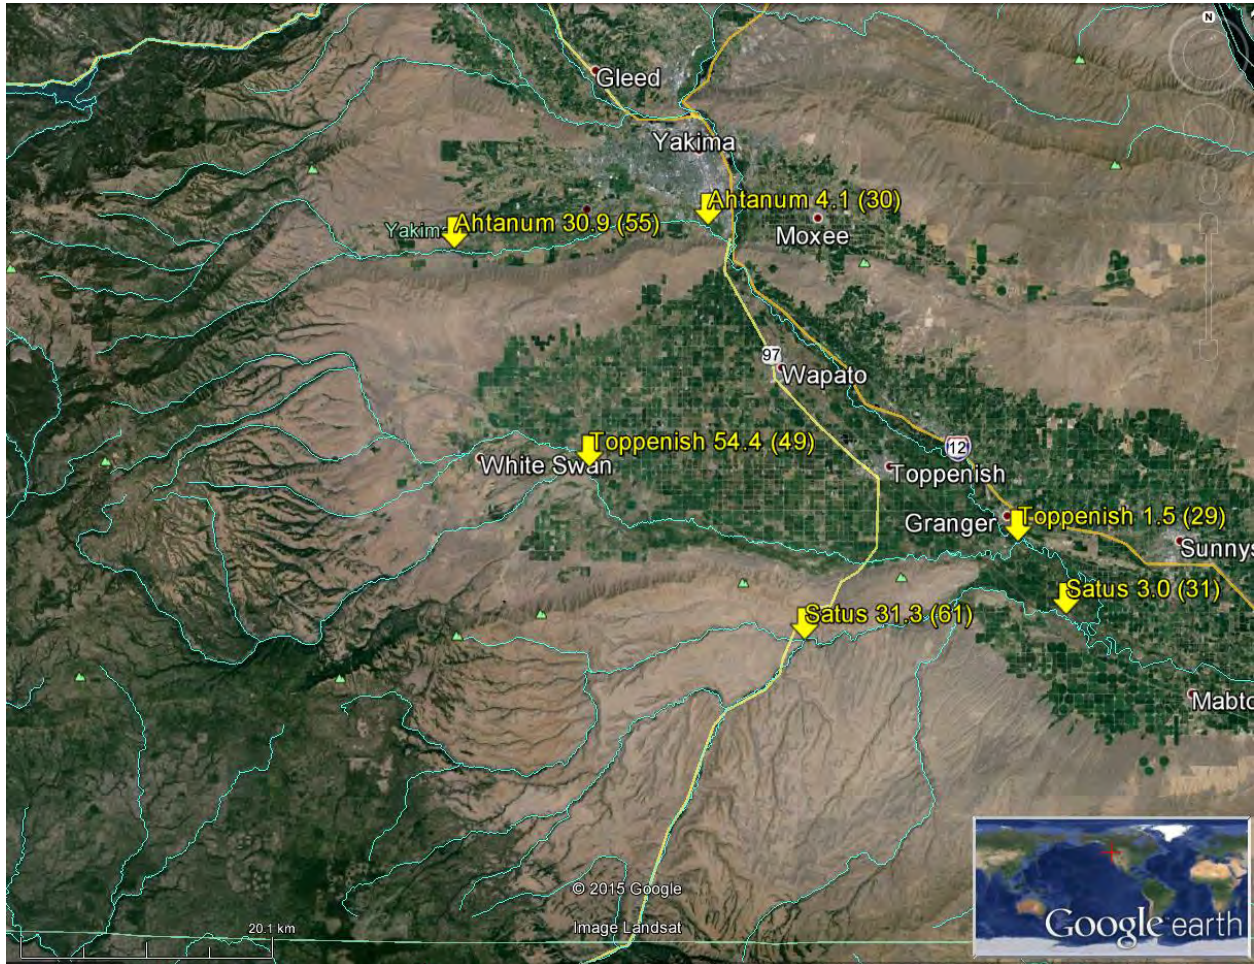 N
Gleed
Yakima
Ahtanum 4.1 (30)
Ahtanum 30.9 (55)
Moxee
97
Wapato
Toppenish 54.4 (49)
White Swan
12
Toppenish
Granger
Toppenish 1.5 (29)
Sunnys
Satus 3.0 (31)
Satus 31.3 (61)
Mabto
© 2015 Google
Image Landsat
20.1 km
Google earth